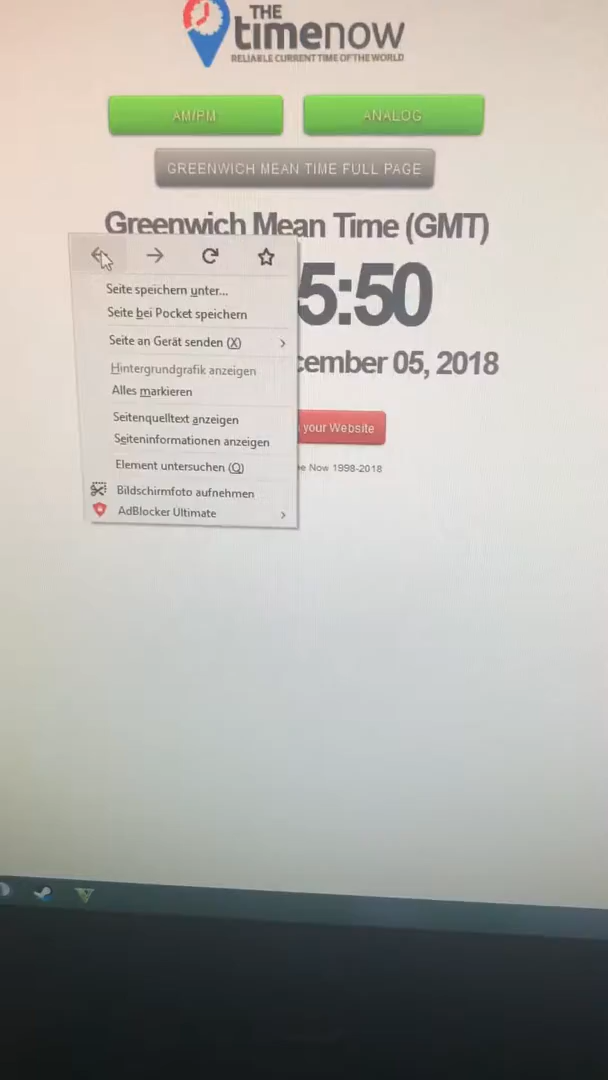 THE
timenow
RELIABLE CURRENT TIME OF THE WORLD
AM/PM
ANALOG
GREENWICH MEAN TIME FULL PAGE
Greenwich Mean Time (GMT)
5:50
cember 05, 2018
your Website
e Now 1998-2018
Seite speichern unter...
Seite bei Pocket speichern
Seite an Gerät senden (X)
Hintergrundgrafik anzeigen
Alles markieren
Seitenquelltext anzeigen
Seiteninformationen anzeigen
Element untersuchen (Q)
Bildschirmfoto aufnehmen
AdBlocker Ultimate